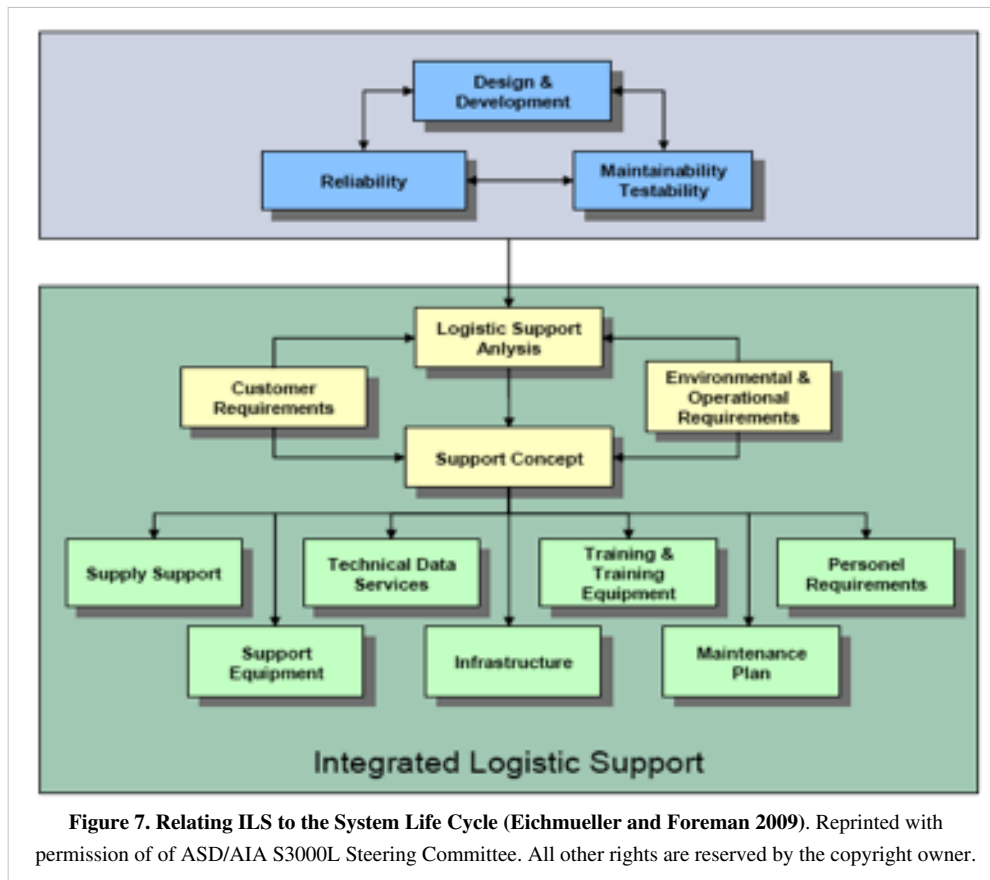 Design &
Development
Reliability
Maintainability
Testability
Logistic Support
Anlysis
Customer
Requirements
Environmental &
Operational
Requirements
Support Concept
Supply Support
Technical Data
Services
Training &
Training
Equipment
Personel
Requirements
Support
Equipment
Infrastructure
Maintenance
Plan
Integrated Logistic Support
Figure 7. Relating ILS to the System Life Cycle (Eichmueller and Foreman 2009). Reprinted with
permission of of ASD/AIA S3000L Steering Committee. All other rights are reserved by the copyright owner.